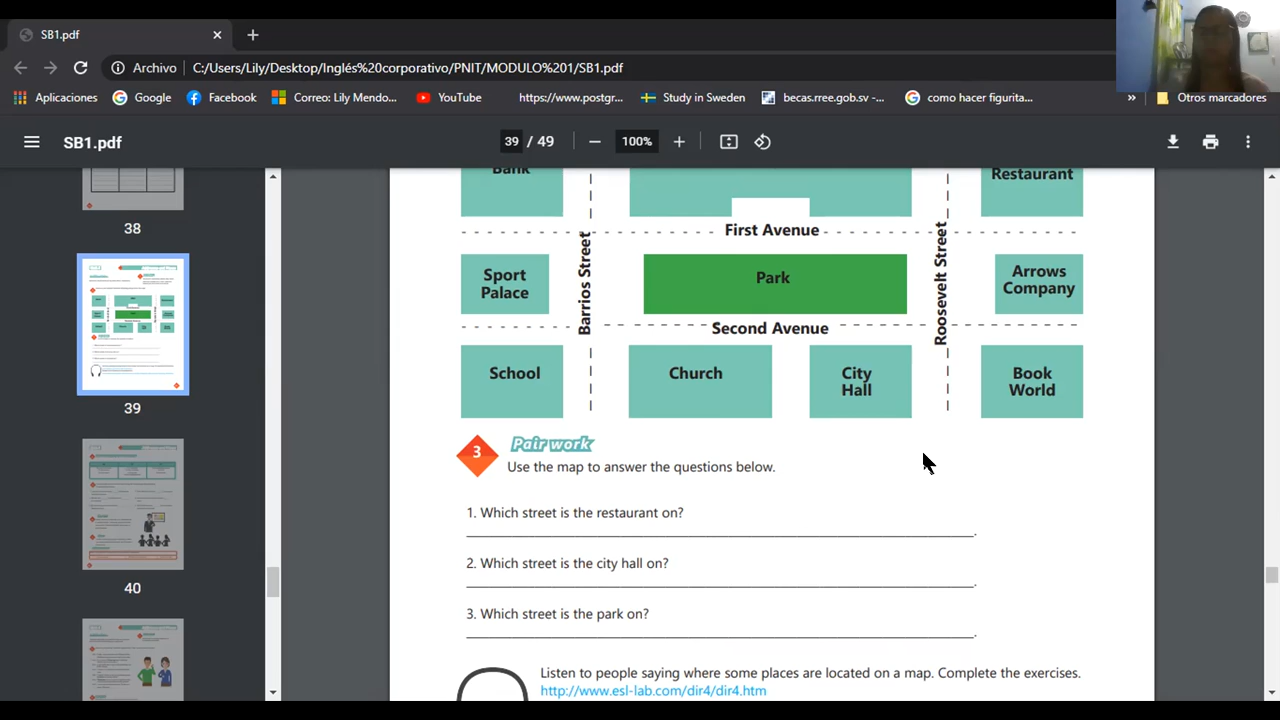 SB1.pdf
Archivo C:/Users/Lily/Desktop/Inglés%20corporativo/PNIT/MODULO%201/SB1.pdf
Aplicaciones Google Facebook Correo: Lily Mendo... YouTube https://www.postgr... Study in Sweden becas.rree.gob.sv –... como hacer figurita... » Otros marcadores
SB1.pdf 39 / 49 100%
38
39
40
Bank
Restaurant
First Avenue
Barrios Street
Roosevelt Street
Sport
Palace
Park
Arrows
Company
Second Avenue
School
Church
City
Hall
Book
World
3 Pair work
Use the map to answer the questions below.
1. Which street is the restaurant on?
2. Which street is the city hall on?
3. Which street is the park on?
Listen to people saying where some places are located on a map. Complete the exercises.
http://www.esl-lab.com/dir4/dir4.htm